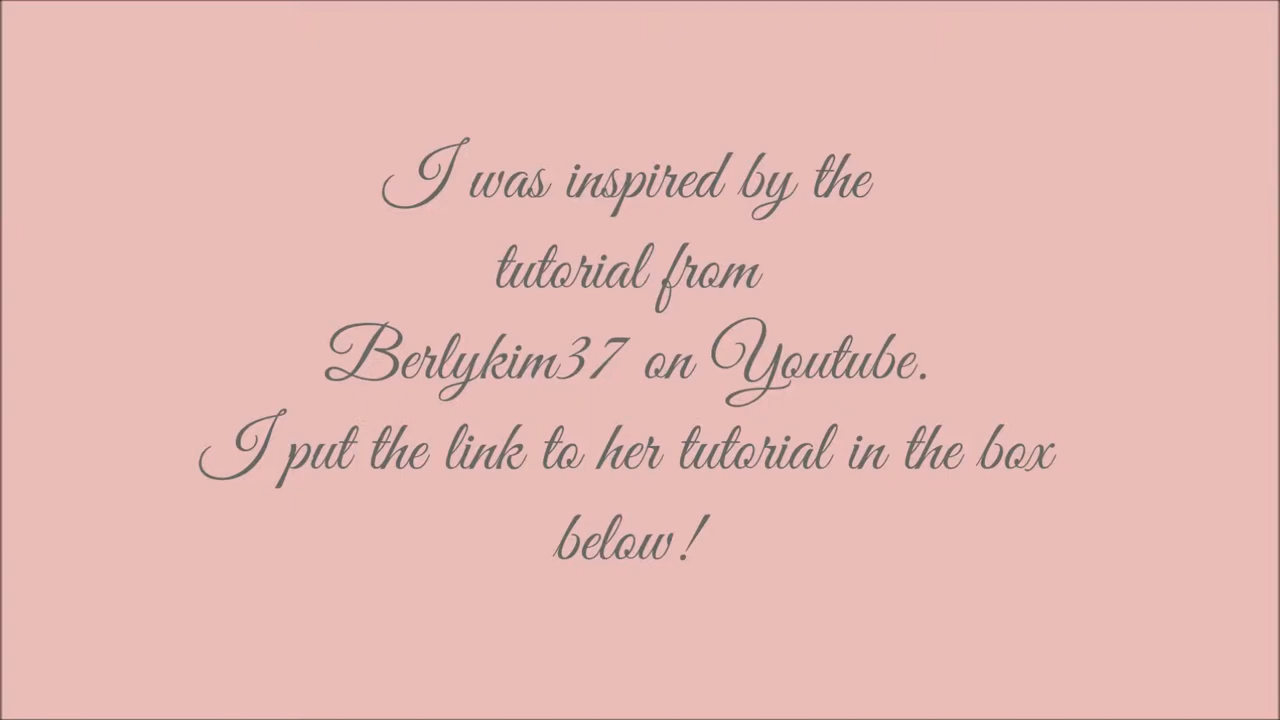 I was inspired by the
tutorial from
Berlykim37 on Youtube.
I put the link to her tutorial in the box
below!